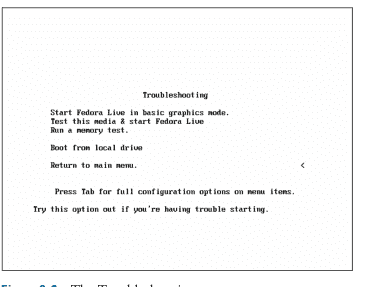 Troubleshooting
Start Fedora Live in basic graphics mode.
Test this media & start Fedora Live
Run a memory test.
Boot from local drive
Return to main menu. <
Press Tab for full configuration options on menu items.
Try this option out if you're having trouble starting.